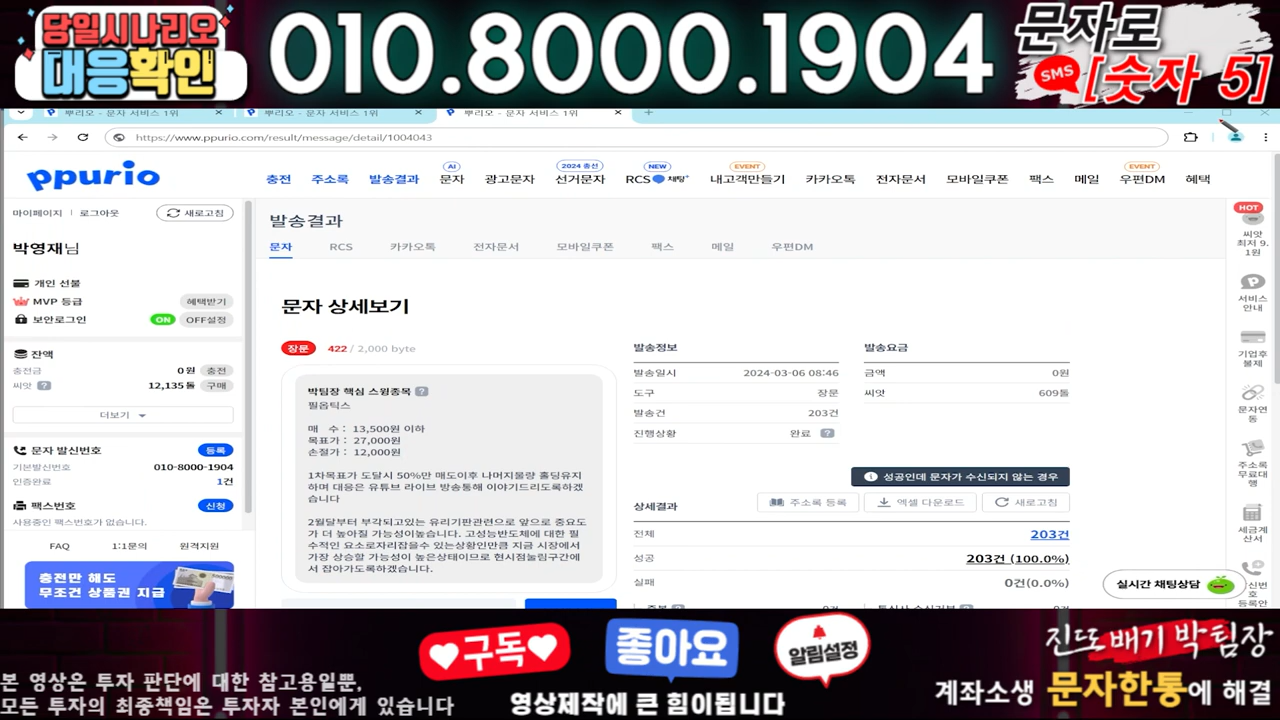 당일시나리오
대응확인
010.8000.1904
문자로
SMS [숫자 5]
뿌리오 - 문자 서비스 1위
뿌리오 - 문자 서비스 1위
뿌리오 - 문자 서비스 1위
https://www.ppurio.com/result/message/detail/1004043
ppurio
AI
2024 총선
NEW
EVENT
EVENT
충전 주소록 발송결과 문자 광고문자 선거문자 RCS 채팅+ 내고객만들기 카카오톡 전자문서 모바일쿠폰 팩스 메일 우편DM 혜택
마이페이지 | 로그아웃 새로고침
박영재님
개인 선불
MVP 등급 혜택받기
보안로그인 ON OFF설정
잔액
충전금 0원 충전
씨앗 ? 12,135톨 구매
더보기
문자 발신번호 등록
기본발신번호 010-8000-1904
인증완료 1건
팩스번호 신청
사용중인 팩스번호가 없습니다.
FAQ 1:1문의 원격지원
충전만 해도
무조건 상품권 지급
발송결과
문자 RCS 카카오톡 전자문서 모바일쿠폰 팩스 메일 우편DM
문자 상세보기
장문 422 / 2,000 byte
박팀장 핵심 스윙종목 ?
필옵틱스
매 수 : 13,500원 이하
목표가 : 27,000원
손절가 : 12,000원
1차목표가 도달시 50%만 매도이후 나머지물량 홀딩유지
하며 대응은 유튜브 라이브 방송통해 이야기드리도록하겠
습니다
2월달부터 부각되고있는 유리기판관련으로 앞으로 중요도
가 더 높아질 가능성이높습니다. 고성능반도체에 대한 필
수적인 요소로자리잡을수 있는상황인만큼 지금 시장에서
가장 상승할 가능성이 높은상태이므로 현시점눌림구간에
서 잡아가도록하겠습니다.
발송정보
발송일시 2024-03-06 08:46
도구 장문
발송건 203건
진행상황 완료 ?
발송요금
금액 0원
씨앗 609톨
성공인데 문자가 수신되지 않는 경우
상세결과 주소록 등록 엑셀 다운로드 새로고침
전체 203건
성공 203건 (100.0%)
실패 0건(0.0%)
HOT
씨앗
최저 9.
1원
서비스
안내
기업후
불제
문자연
동
주소록
무료대
행
세금계
산서
발신번
호
등록안
실시간 채팅상담
본 영상은 투자 판단에 대한 참고용일뿐,
모든 투자의 최종책임은 투자자 본인에게 있습니다
구독
좋아요
알림설정
영상제작에 큰 힘이됩니다
진또배기 박팀장
계좌소생 문자한통에 해결